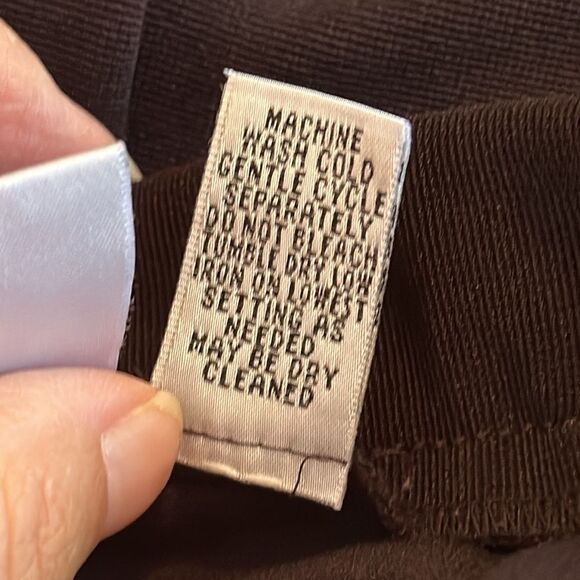 MACHINE
WASH COLD
GENTLE CYCLE
SEPARATELY
DO NOT BLEACH
TUMBLE DRY LOW
IRON ON LOWEST
SETTING AS
NEEDED
MAY BE DRY
CLEANED